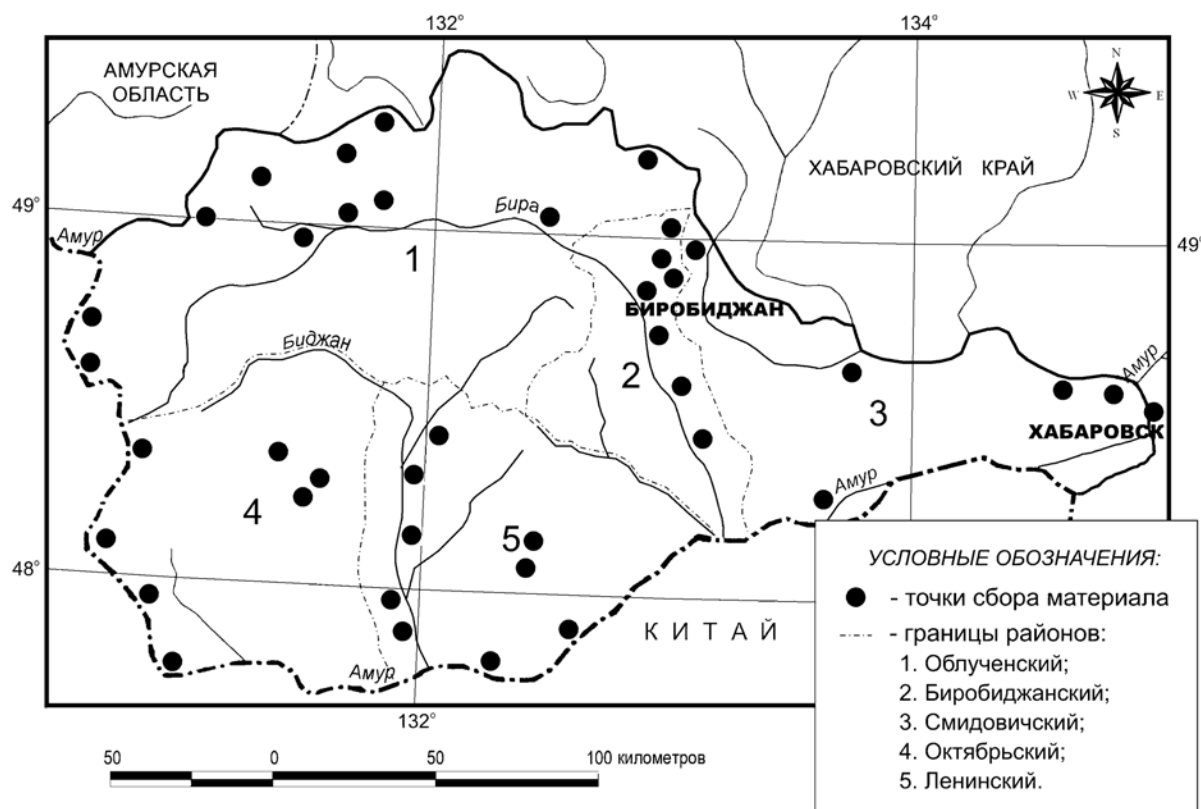 132°
134°
АМУРСКАЯ
ОБЛАСТЬ
N
W E
S
ХАБАРОВСКИЙ КРАЙ
49°
Амур
Бира
49°
1
БИРОБИДЖАН
Биджан
2
3
Амур
ХАБАРОВСК
4
5
Амур
48°
КИТАЙ
Амур
132°
УСЛОВНЫЕ ОБОЗНАЧЕНИЯ:
- точки сбора материала
- границы районов:
1. Облученский;
2. Биробиджанский;
3. Смидовичский;
4. Октябрьский;
5. Ленинский.
50 0 50 100 километров